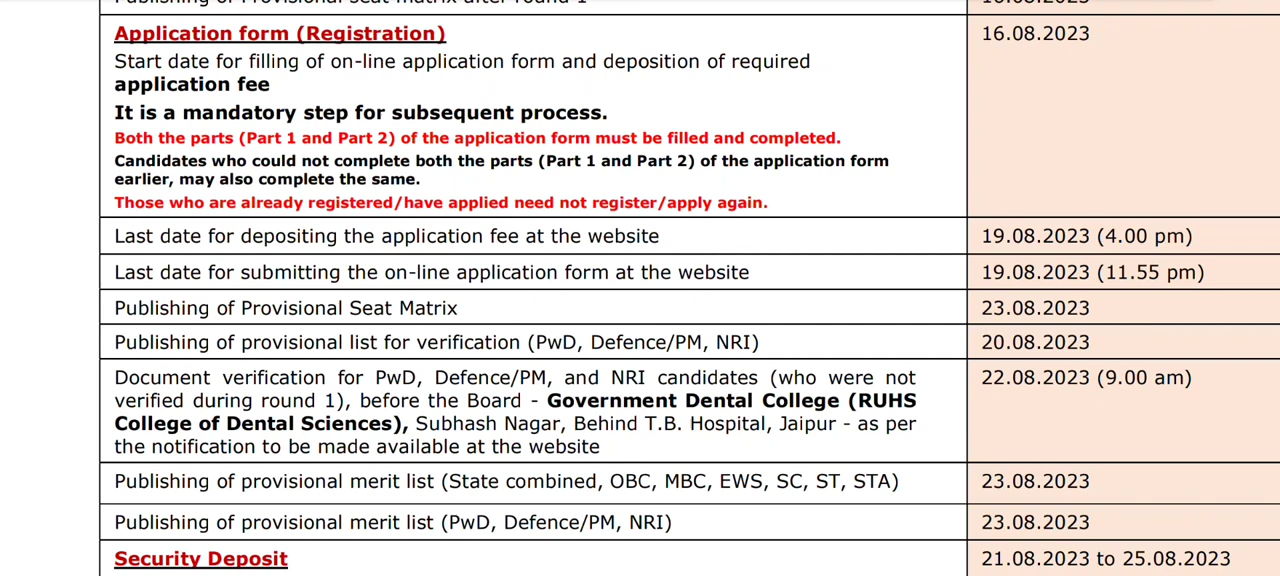 Publishing of Provisional seat matrix after round 1
16.08.2023
Application form (Registration)
16.08.2023
Start date for filling of on-line application form and deposition of required
application fee
It is a mandatory step for subsequent process.
Both the parts (Part 1 and Part 2) of the application form must be filled and completed.
Candidates who could not complete both the parts (Part 1 and Part 2) of the application form
earlier, may also complete the same.
Those who are already registered/have applied need not register/apply again.
Last date for depositing the application fee at the website
19.08.2023 (4.00 pm)
Last date for submitting the on-line application form at the website
19.08.2023 (11.55 pm)
Publishing of Provisional Seat Matrix
23.08.2023
Publishing of provisional list for verification (PwD, Defence/PM, NRI)
20.08.2023
Document verification for PwD, Defence/PM, and NRI candidates (who were not
22.08.2023 (9.00 am)
verified during round 1), before the Board - Government Dental College (RUHS
College of Dental Sciences), Subhash Nagar, Behind T.B. Hospital, Jaipur - as per
the notification to be made available at the website
Publishing of provisional merit list (State combined, OBC, MBC, EWS, SC, ST, STA)
23.08.2023
Publishing of provisional merit list (PwD, Defence/PM, NRI)
23.08.2023
Security Deposit
21.08.2023 to 25.08.2023